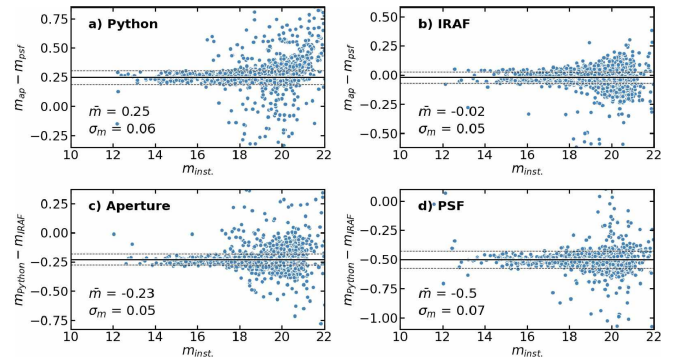 a) Python
0.75
0.50
0.25
0.00
−0.25
m_ap − m_psf
m̄ = 0.25
σ_m = 0.06
10 12 14 16 18 20 22
m_inst.
b) IRAF
0.25
0.00
−0.25
−0.50
m_ap − m_psf
m̄ = -0.02
σ_m = 0.05
10 12 14 16 18 20 22
m_inst.
c) Aperture
0.25
0.00
−0.25
−0.50
−0.75
m_Python − m_IRAF
m̄ = -0.23
σ_m = 0.05
10 12 14 16 18 20 22
m_inst.
d) PSF
0.00
−0.25
−0.50
−0.75
−1.00
m_Python − m_IRAF
m̄ = -0.5
σ_m = 0.07
10 12 14 16 18 20 22
m_inst.